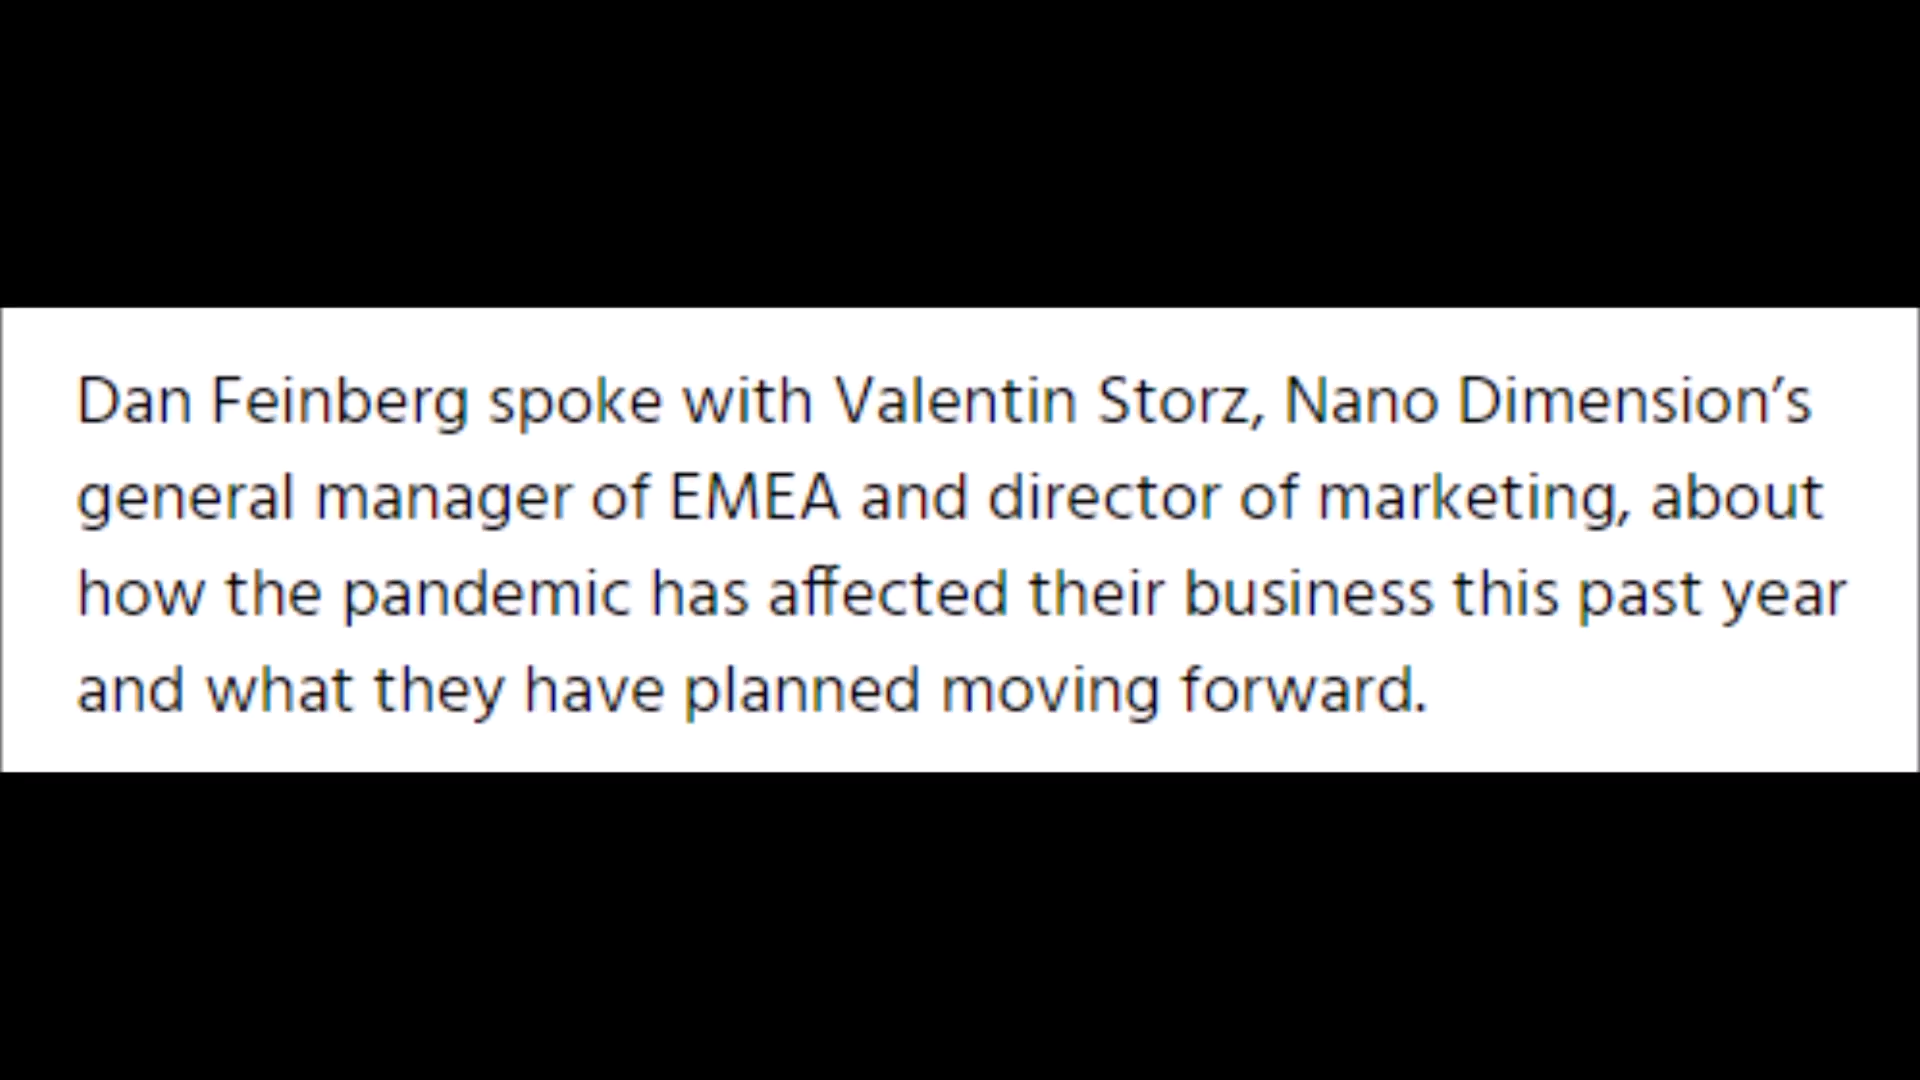 Dan Feinberg spoke with Valentin Storz, Nano Dimension’s
general manager of EMEA and director of marketing, about
how the pandemic has affected their business this past year
and what they have planned moving forward.